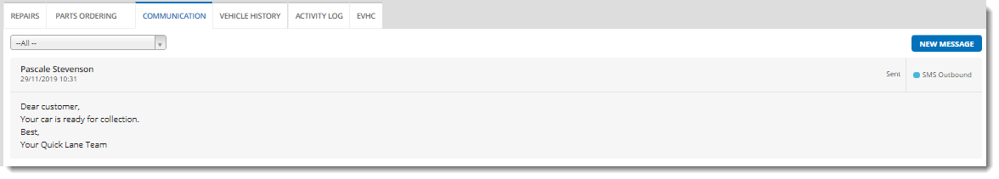 REPAIRS PARTS ORDERING COMMUNICATION VEHICLE HISTORY ACTIVITY LOG EVHC
--All --
NEW MESSAGE
Pascale Stevenson
29/11/2019 10:31
Sent
SMS Outbound
Dear customer,
Your car is ready for collection.
Best,
Your Quick Lane Team